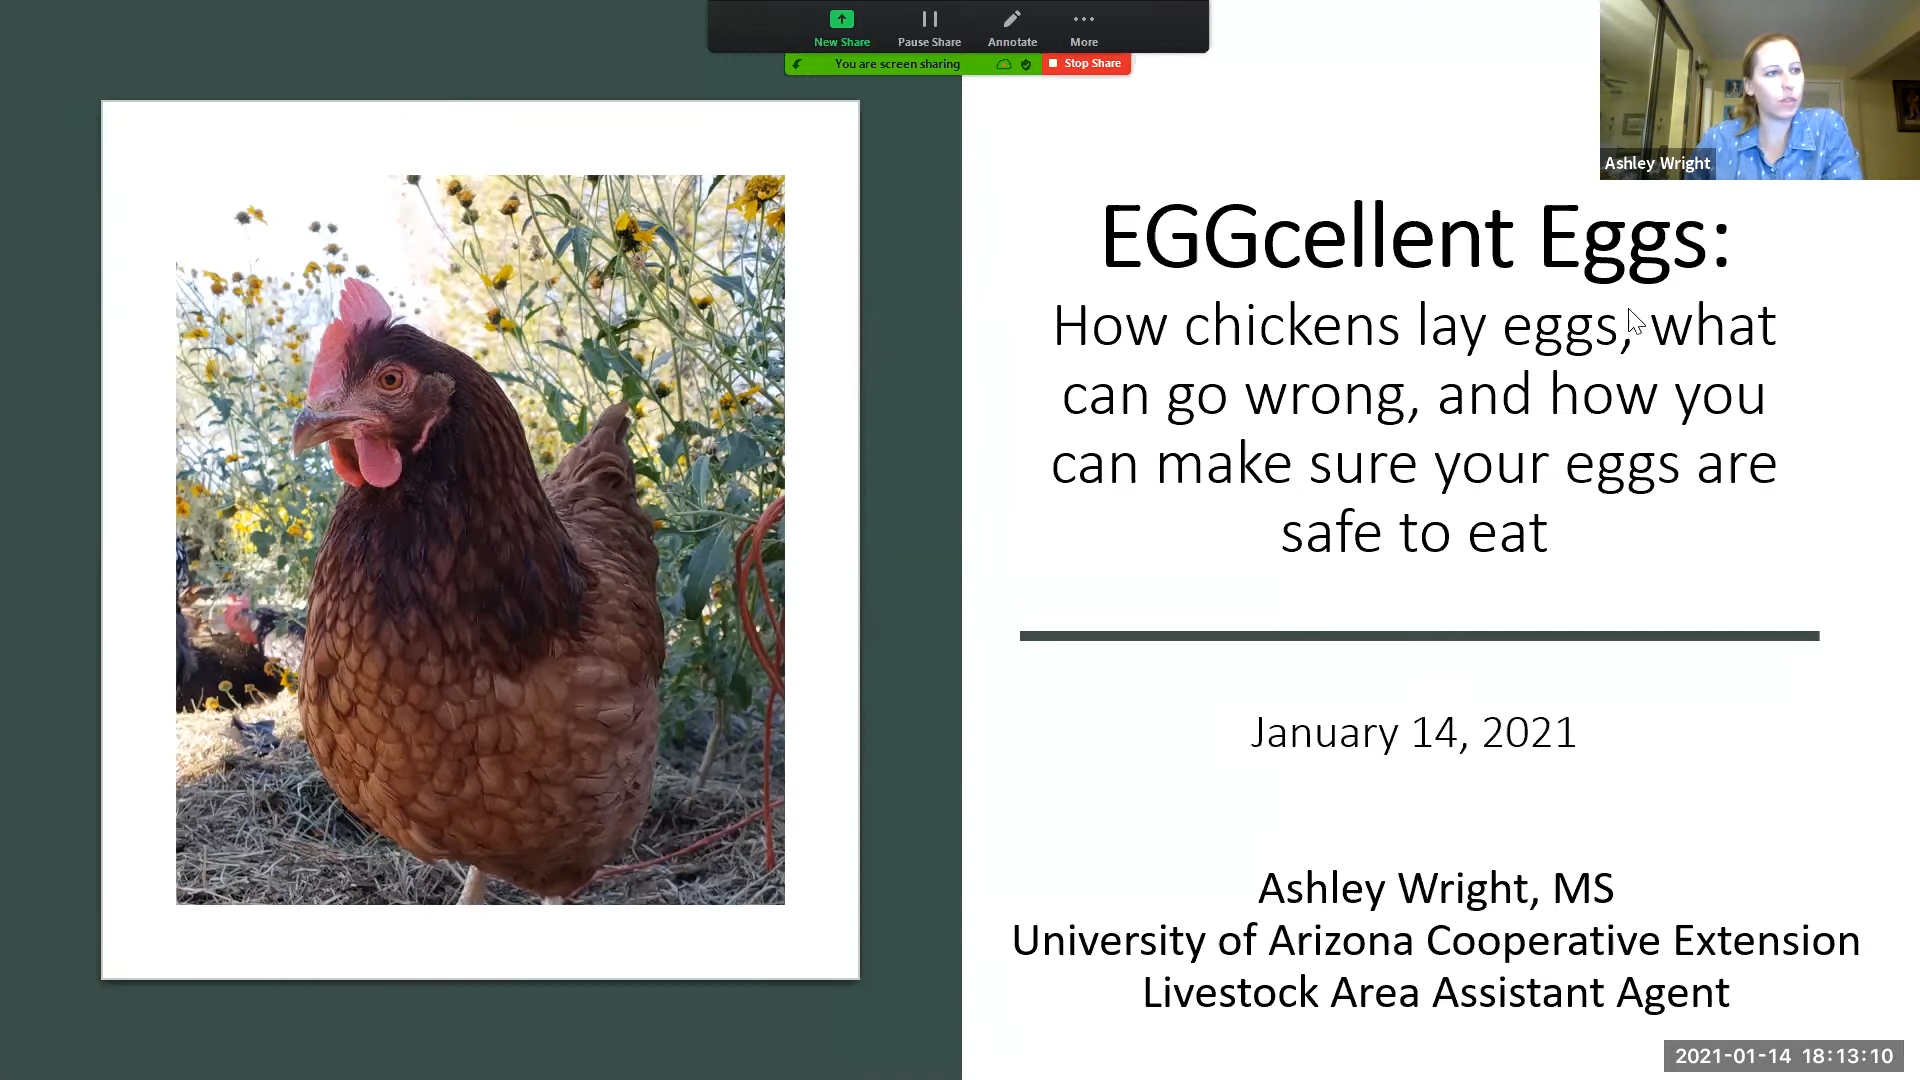 New Share
Pause Share
Annotate
More
You are screen sharing
Stop Share
Ashley Wright
EGGcellent Eggs:
How chickens lay eggs, what
can go wrong, and how you
can make sure your eggs are
safe to eat
January 14, 2021
Ashley Wright, MS
University of Arizona Cooperative Extension
Livestock Area Assistant Agent
2021-01-14 18:13:10